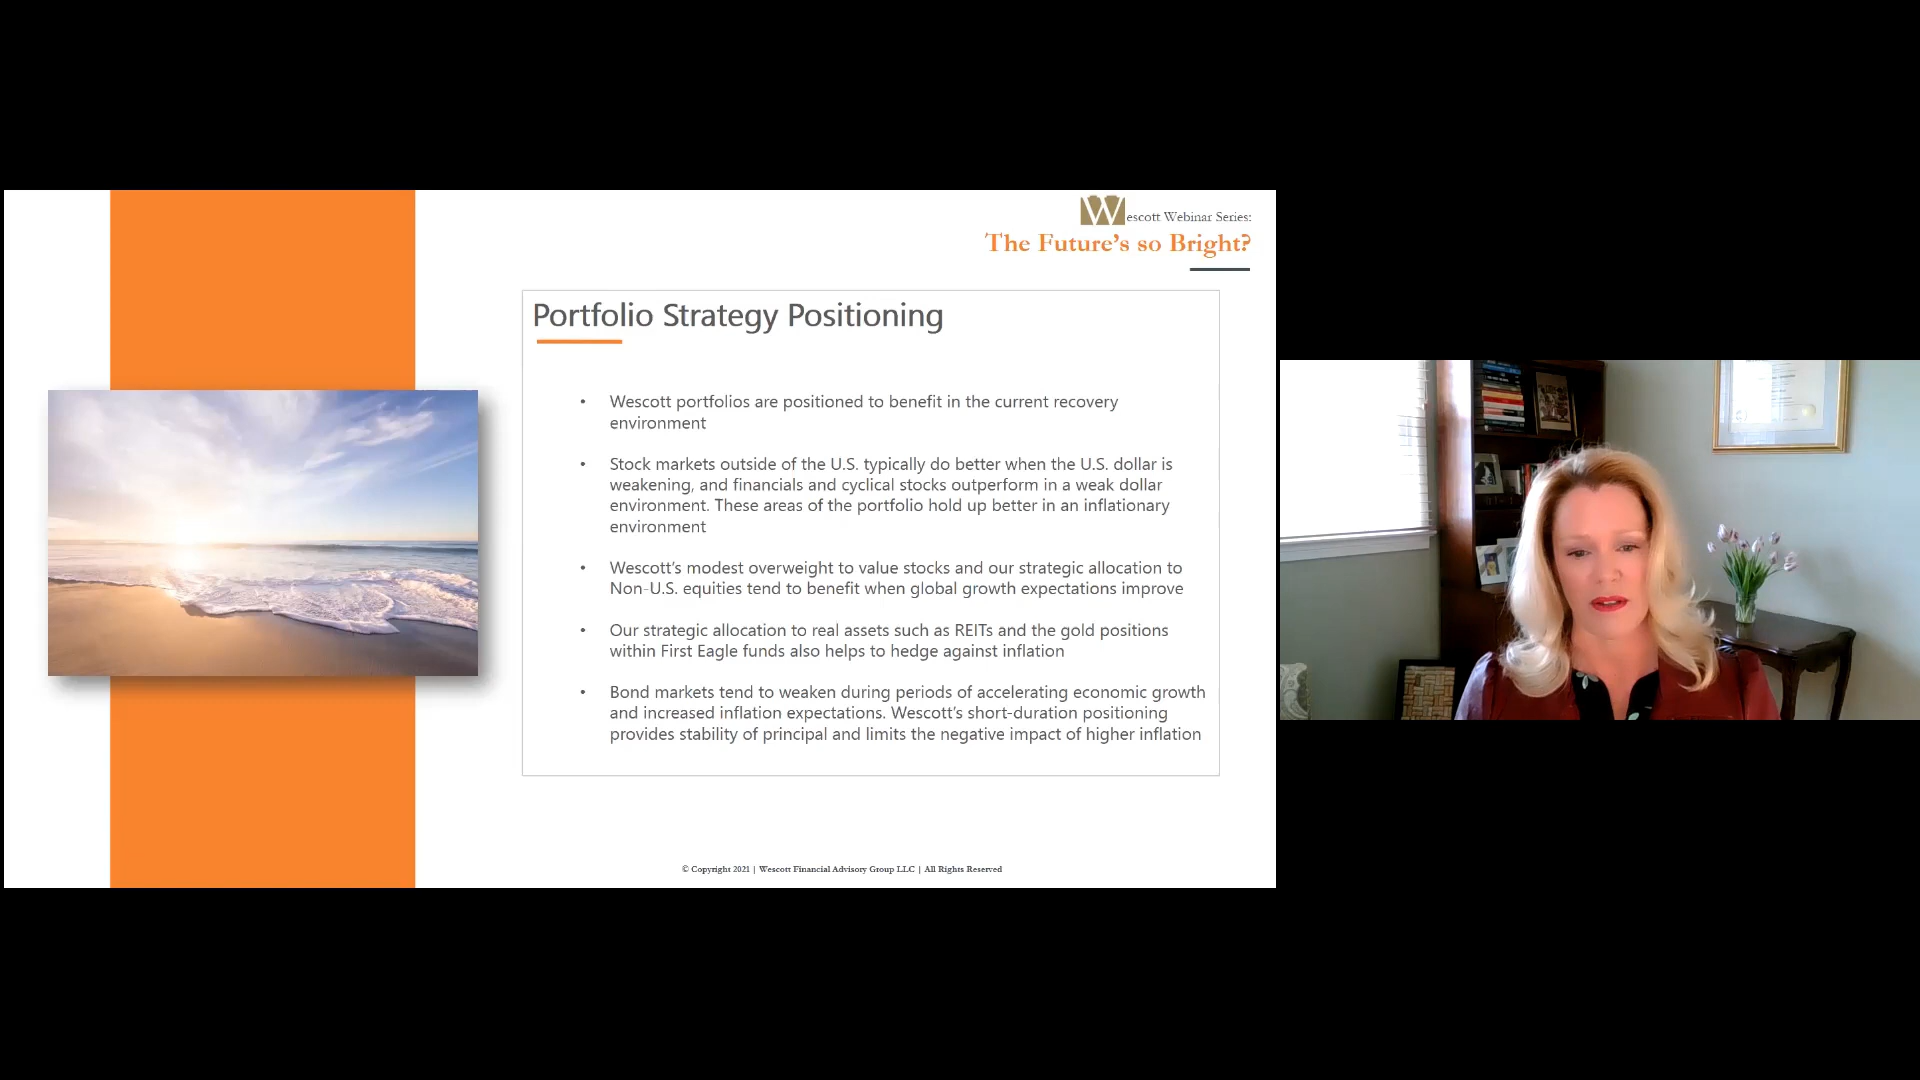 Wescott Webinar Series:
The Future's so Bright?
Portfolio Strategy Positioning
• Wescott portfolios are positioned to benefit in the current recovery
environment
• Stock markets outside of the U.S. typically do better when the U.S. dollar is
weakening, and financials and cyclical stocks outperform in a weak dollar
environment. These areas of the portfolio hold up better in an inflationary
environment
• Wescott's modest overweight to value stocks and our strategic allocation to
Non-U.S. equities tend to benefit when global growth expectations improve
• Our strategic allocation to real assets such as REITs and the gold positions
within First Eagle funds also helps to hedge against inflation
• Bond markets tend to weaken during periods of accelerating economic growth
and increased inflation expectations. Wescott's short-duration positioning
provides stability of principal and limits the negative impact of higher inflation
© Copyright 2021 | Wescott Financial Advisory Group LLC | All Rights Reserved